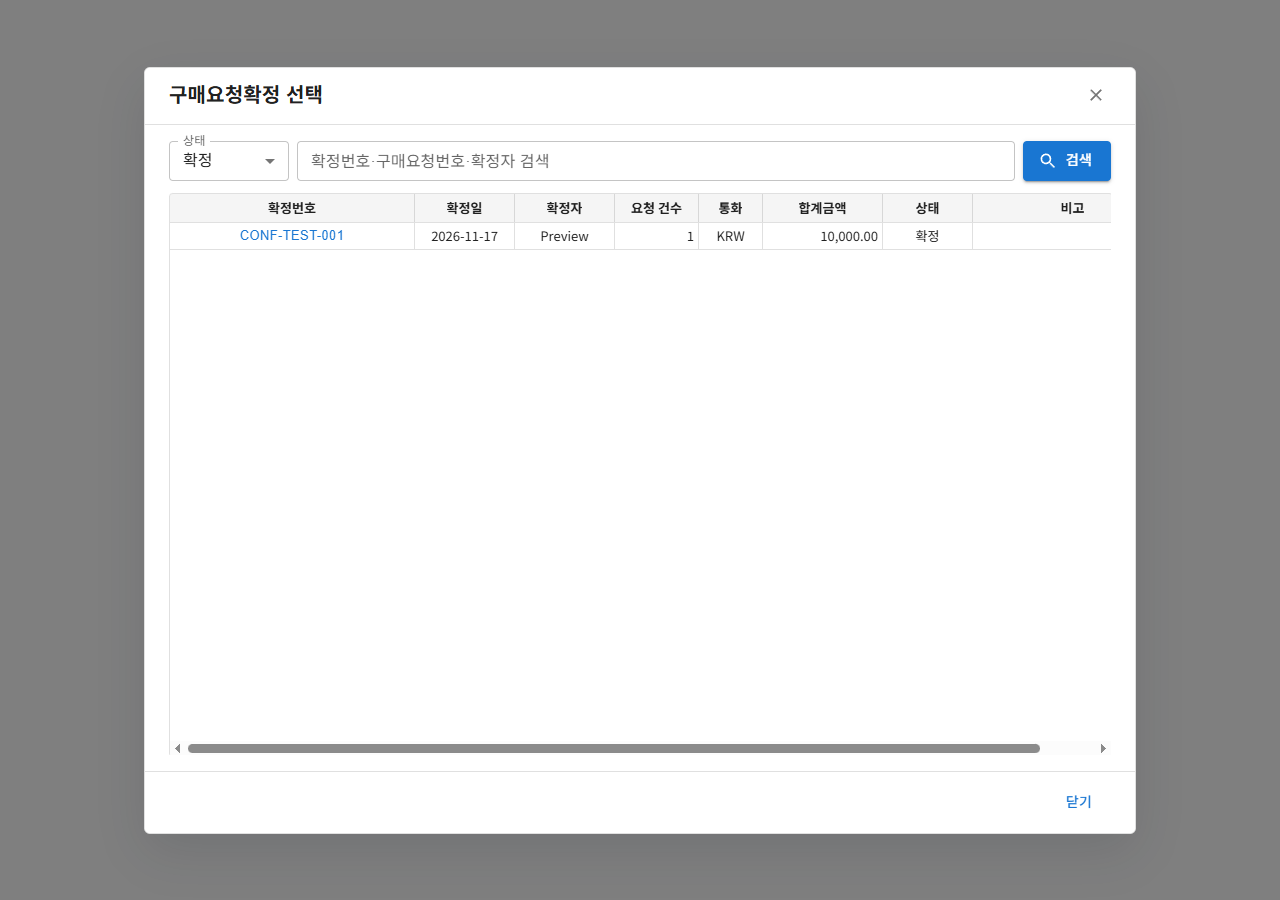 구매요청확정 선택
상태
확정
확정번호·구매요청번호·확정자 검색
검색
확정번호 확정일 확정자 요청 건수 통화 합계금액 상태 비고
CONF-TEST-001 2026-11-17 Preview 1 KRW 10,000.00 확정
닫기